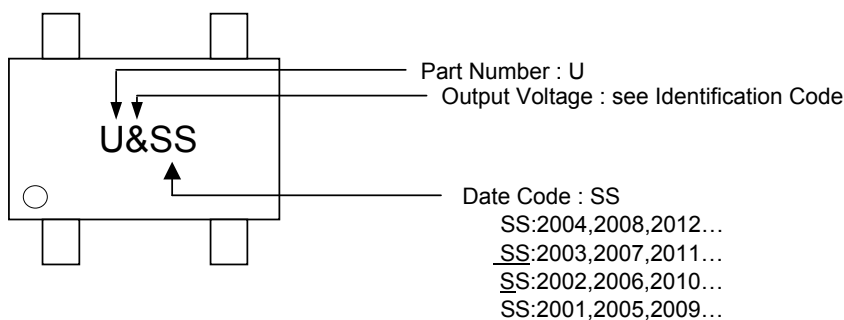 Part Number : U
Output Voltage : see Identification Code
U&SS
Date Code : SS
SS:2004,2008,2012…
SS:2003,2007,2011…
SS:2002,2006,2010…
SS:2001,2005,2009…